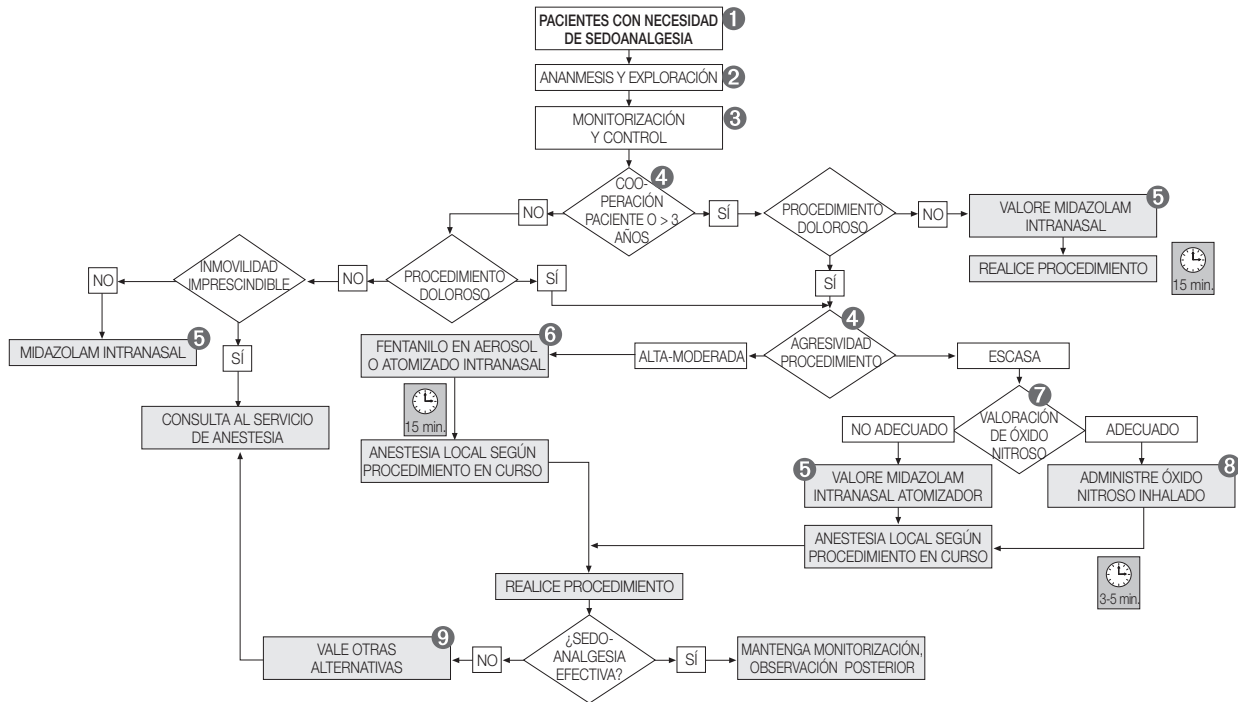 PACIENTES CON NECESIDAD
DE SEDOANALGESIA
1
ANANMESIS Y EXPLORACIÓN
2
MONITORIZACIÓN
Y CONTROL
3
COO-
PERACIÓN
PACIENTE O > 3
AÑOS
4
NO
SÍ
PROCEDIMIENTO
DOLOROSO
NO
VALORE MIDAZOLAM
INTRANASAL
5
REALICE PROCEDIMIENTO
15 min.
SÍ
INMOVILIDAD
IMPRESCINDIBLE
NO
PROCEDIMIENTO
DOLOROSO
SÍ
NO
MIDAZOLAM INTRANASAL
5
SÍ
CONSULTA AL SERVICIO
DE ANESTESIA
FENTANILO EN AEROSOL
O ATOMIZADO INTRANASAL
6
ALTA-MODERADA
AGRESIVIDAD
PROCEDIMIENTO
4
ESCASA
15 min.
ANESTESIA LOCAL SEGÚN
PROCEDIMIENTO EN CURSO
NO ADECUADO
VALORACIÓN
DE ÓXIDO
NITROSO
7
ADECUADO
5
VALORE MIDAZOLAM
INTRANASAL ATOMIZADOR
ADMINISTRE ÓXIDO
NITROSO INHALADO
8
ANESTESIA LOCAL SEGÚN
PROCEDIMIENTO EN CURSO
3-5 min.
REALICE PROCEDIMIENTO
VALE OTRAS
ALTERNATIVAS
9
NO
¿SEDO-
ANALGESIA
EFECTIVA?
SÍ
MANTENGA MONITORIZACIÓN,
OBSERVACIÓN POSTERIOR